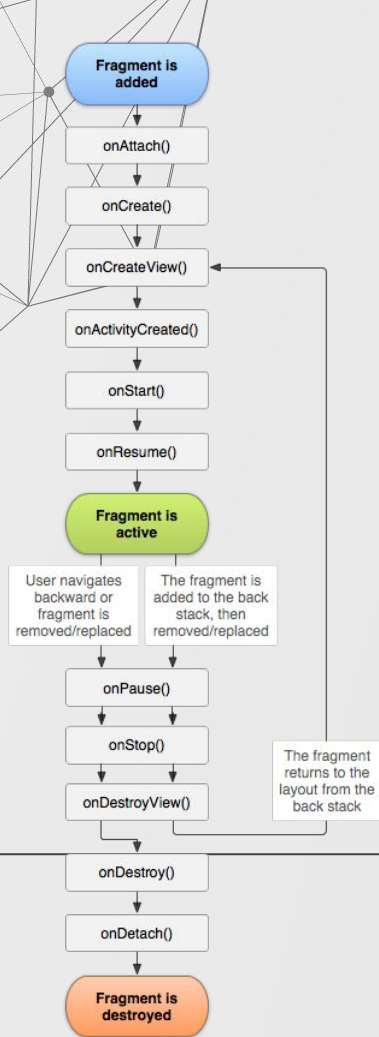 Fragment is
added
onAttach()
onCreate()
onCreateView()
onActivityCreated()
onStart()
onResume()
Fragment is
active
User navigates
backward or
fragment is
removed/replaced
The fragment is
added to the back
stack, then
removed/replaced
onPause()
onStop()
onDestroyView()
The fragment
returns to the
layout from the
back stack
onDestroy()
onDetach()
Fragment is
destroyed